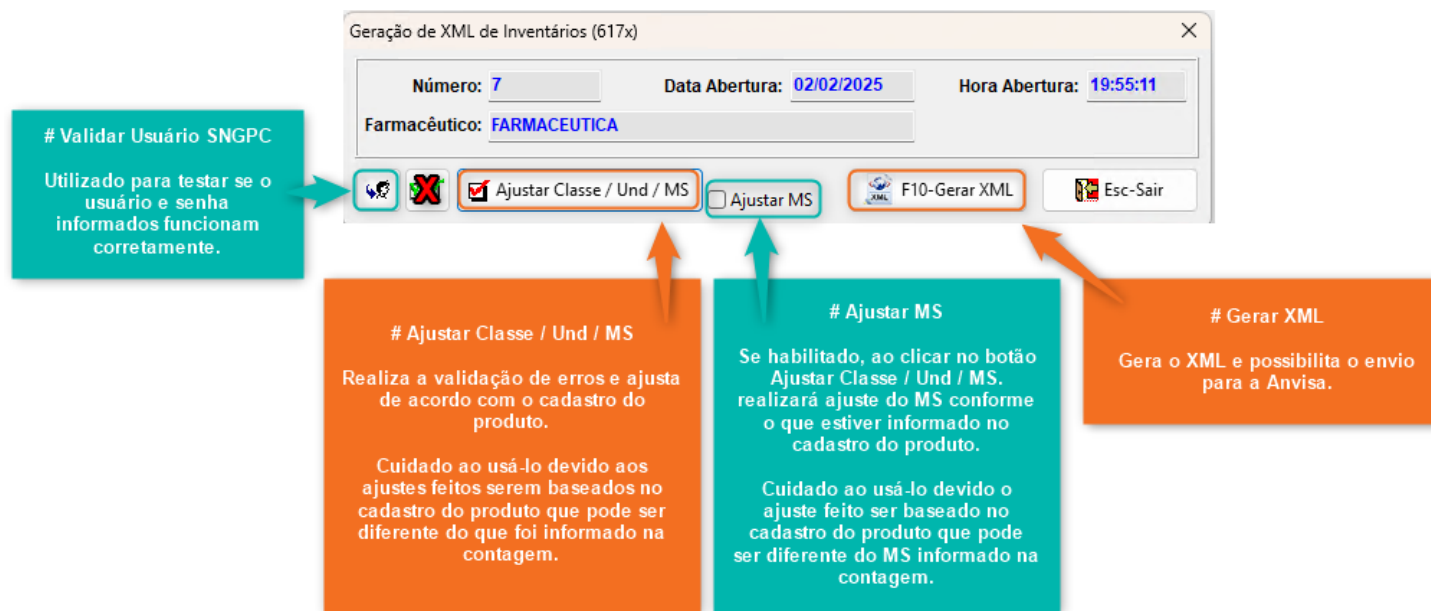 Geração de XML de Inventários (617x)
Número: 7 Data Abertura: 02/02/2025 Hora Abertura: 19:55:11
Farmacêutico: FARMACEUTICA
Ajustar Classe / Und / MS Ajustar MS XML F10-Gerar XML Esc-Sair
# Validar Usuário SNGPC
Utilizado para testar se o
usuário e senha
informados funcionam
corretamente.
# Ajustar Classe / Und / MS
Realiza a validação de erros e ajusta
de acordo com o cadastro do
produto.
Cuidado ao usá-lo devido aos
ajustes feitos serem baseados no
cadastro do produto que pode ser
diferente do que foi informado na
contagem.
# Ajustar MS
Se habilitado, ao clicar no botão
Ajustar Classe / Und / MS.
realizará ajuste do MS conforme
o que estiver informado no
cadastro do produto.
Cuidado ao usá-lo devido o
ajuste feito ser baseado no
cadastro do produto que pode
ser diferente do MS informado na
contagem.
# Gerar XML
Gera o XML e possibilita o envio
para a Anvisa.